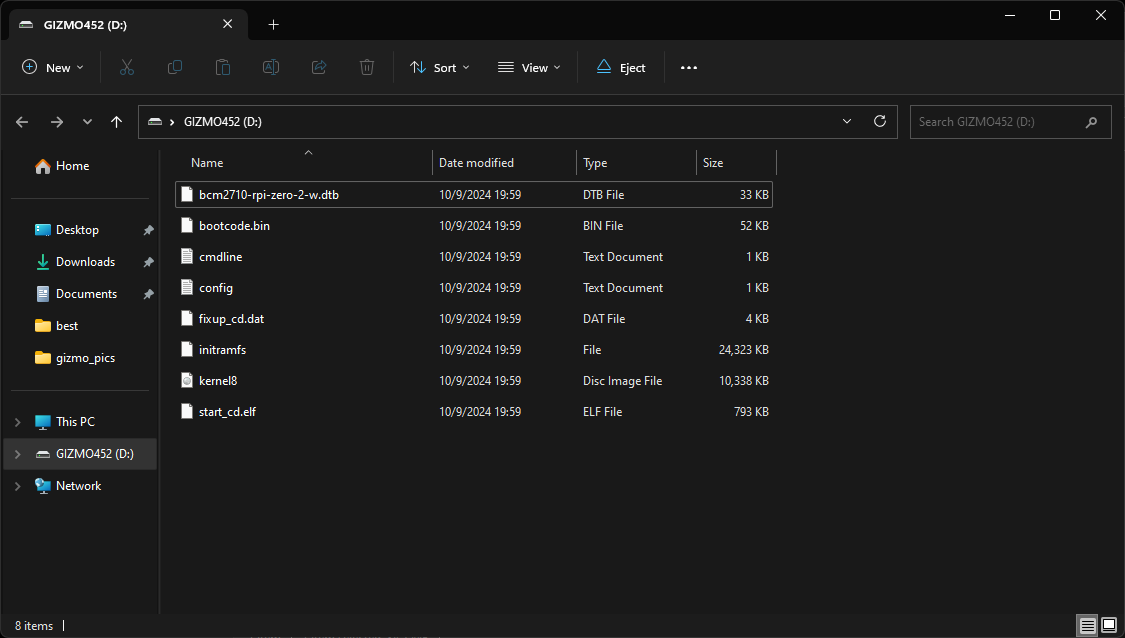 GIZMO452 (D:)
New
Sort
View
Eject
GIZMO452 (D:)
Search GIZMO452 (D:)
Home
Desktop
Downloads
Documents
best
gizmo_pics
This PC
GIZMO452 (D:)
Network
Name Date modified Type Size
bcm2710-rpi-zero-2-w.dtb 10/9/2024 19:59 DTB File 33 KB
bootcode.bin 10/9/2024 19:59 BIN File 52 KB
cmdline 10/9/2024 19:59 Text Document 1 KB
config 10/9/2024 19:59 Text Document 1 KB
fixup_cd.dat 10/9/2024 19:59 DAT File 4 KB
initramfs 10/9/2024 19:59 File 24,323 KB
kernel8 10/9/2024 19:59 Disc Image File 10,338 KB
start_cd.elf 10/9/2024 19:59 ELF File 793 KB
8 items